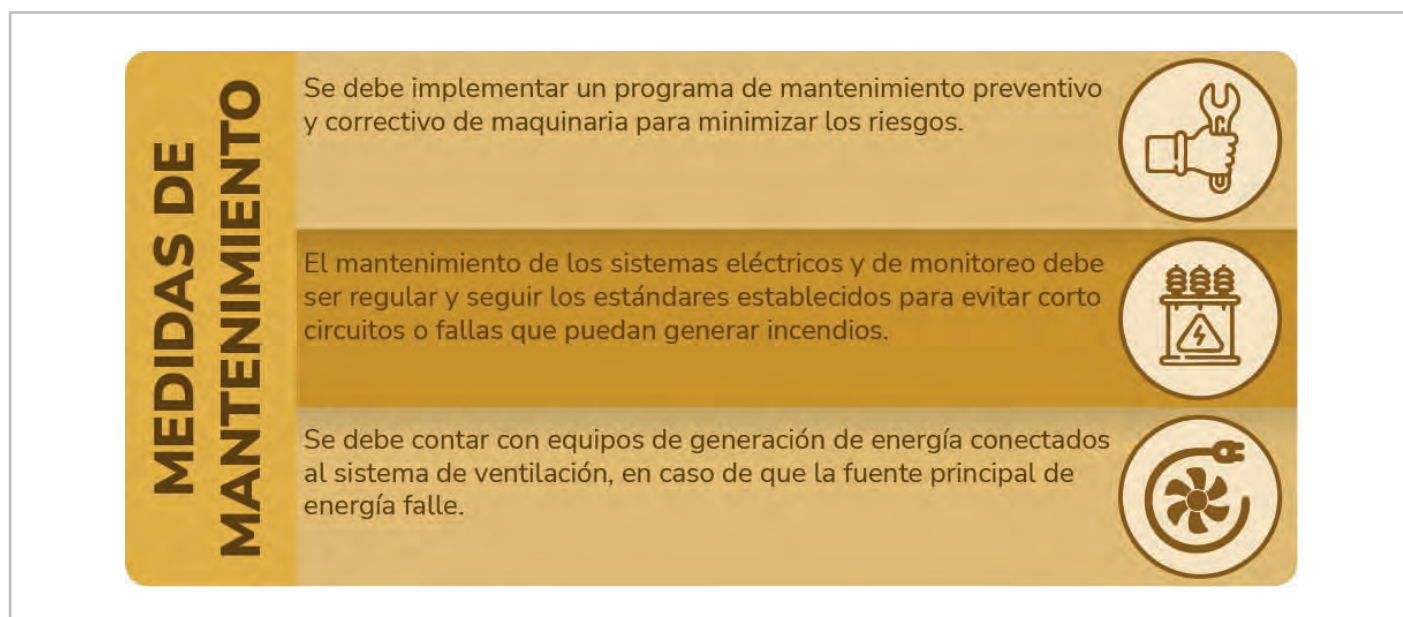 MEDIDAS DE
MANTENIMIENTO
Se debe implementar un programa de mantenimiento preventivo
y correctivo de maquinaria para minimizar los riesgos.
El mantenimiento de los sistemas eléctricos y de monitoreo debe
ser regular y seguir los estándares establecidos para evitar corto
circuitos o fallas que puedan generar incendios.
Se debe contar con equipos de generación de energía conectados
al sistema de ventilación, en caso de que la fuente principal de
energía falle.